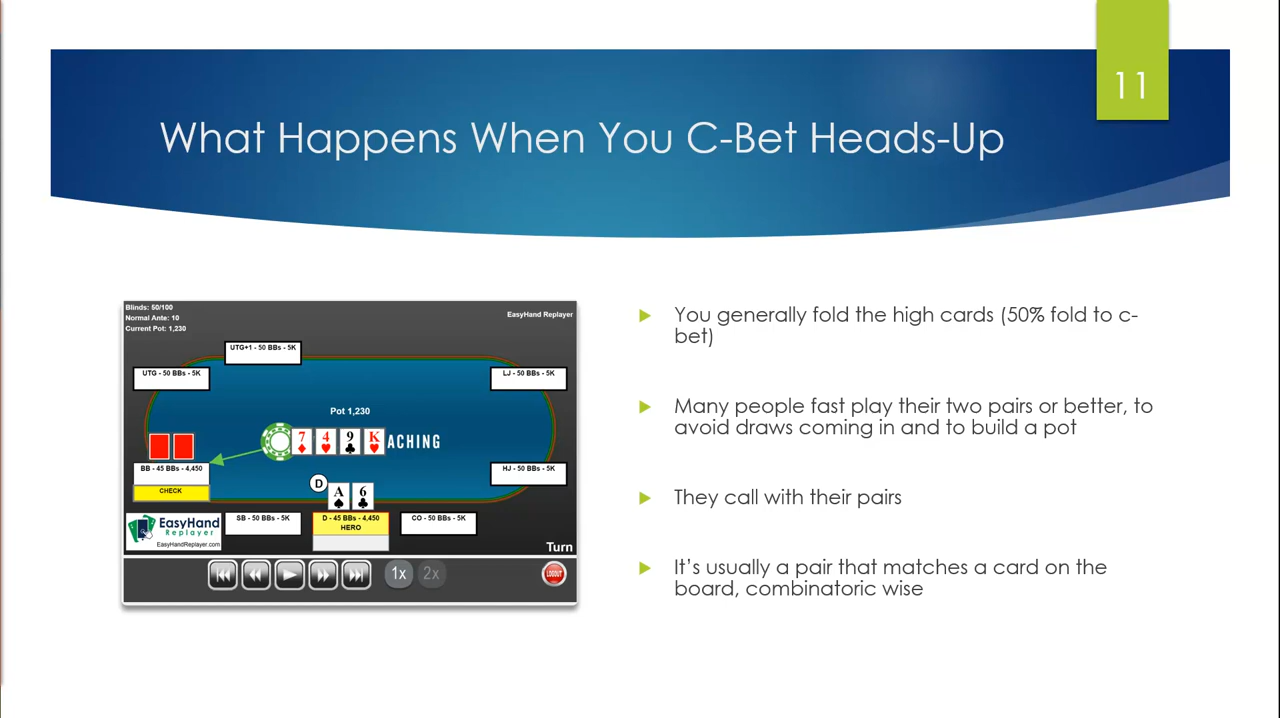 11
What Happens When You C-Bet Heads-Up
Blinds: 50/100
Normal Ante: 10
Current Pot: 1,230
EasyHand Replayer
UTG+1 - 50 BBs - 5K
UTG - 50 BBs - 5K
LJ - 50 BBs - 5K
Pot 1,230
7 4 9 K ACHING
BB - 45 BBs - 4,450
CHECK
HJ - 50 BBs - 5K
D
A 6
SB - 50 BBs - 5K
D - 45 BBs - 4,450
HERO
CO - 50 BBs - 5K
EasyHand
Replayer
EasyHandReplayer.com
Turn
1x 2x
LOGOUT
You generally fold the high cards (50% fold to c-
bet)
Many people fast play their two pairs or better, to
avoid draws coming in and to build a pot
They call with their pairs
It's usually a pair that matches a card on the
board, combinatoric wise